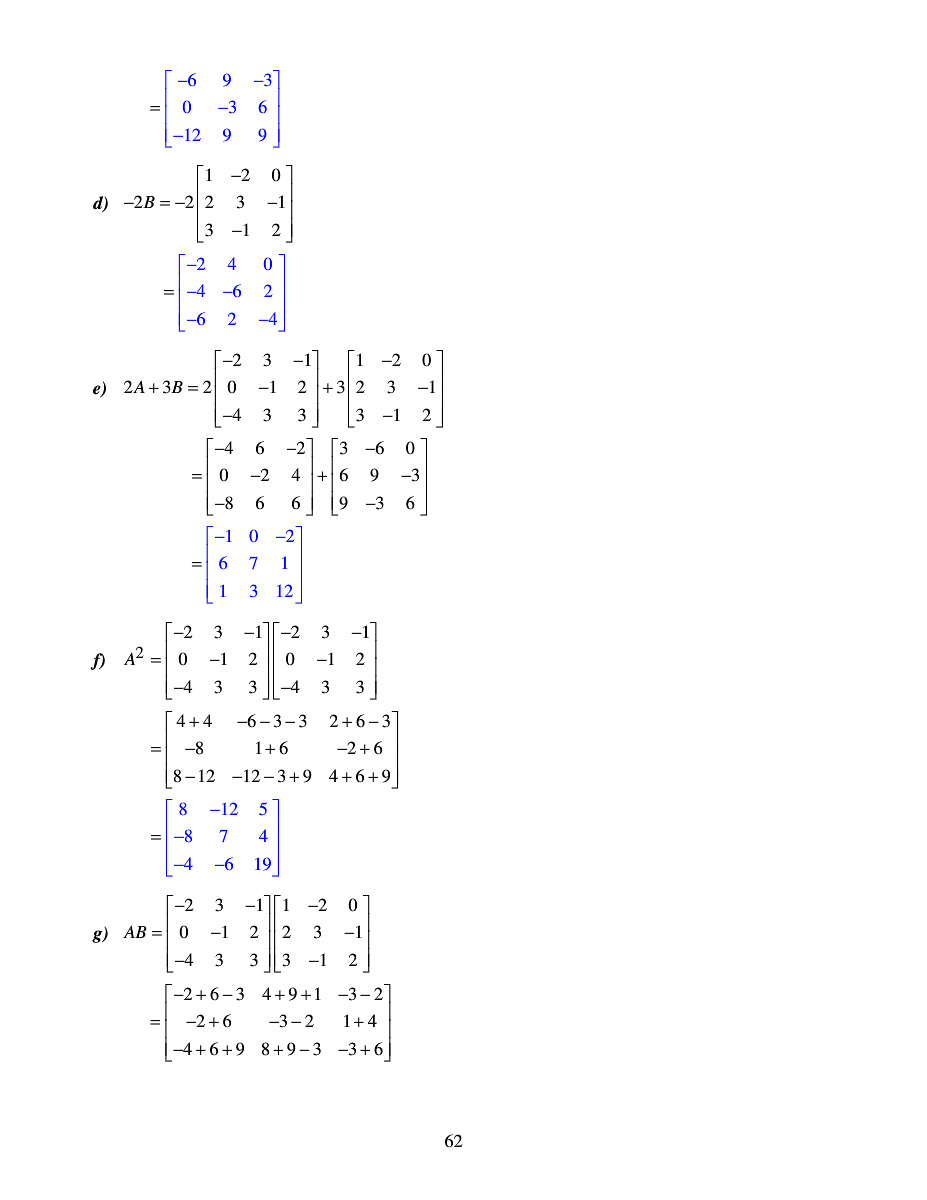 = [ −6 9 −3
0 −3 6
−12 9 9 ]
d) −2B = −2 [ 1 −2 0
2 3 −1
3 −1 2 ]
= [ −2 4 0
−4 −6 2
−6 2 −4 ]
e) 2A + 3B = 2 [ −2 3 −1 ] + 3 [ 1 −2 0
0 −1 2 2 3 −1
−4 3 3 3 −1 2 ]
= [ −4 6 −2 ] + [ 3 −6 0
0 −2 4 6 9 −3
−8 6 6 9 −3 6 ]
= [ −1 0 −2
6 7 1
1 3 12 ]
f) A² = [ −2 3 −1 ] [ −2 3 −1
0 −1 2 0 −1 2
−4 3 3 −4 3 3 ]
= [ 4 + 4 −6 − 3 − 3 2 + 6 − 3
−8 1 + 6 −2 + 6
8 − 12 −12 − 3 + 9 4 + 6 + 9 ]
= [ 8 −12 5
−8 7 4
−4 −6 19 ]
g) AB = [ −2 3 −1 ] [ 1 −2 0
0 −1 2 2 3 −1
−4 3 3 3 −1 2 ]
= [ −2 + 6 − 3 4 + 9 + 1 −3 − 2
−2 + 6 −3 − 2 1 + 4
−4 + 6 + 9 8 + 9 − 3 −3 + 6 ]
62